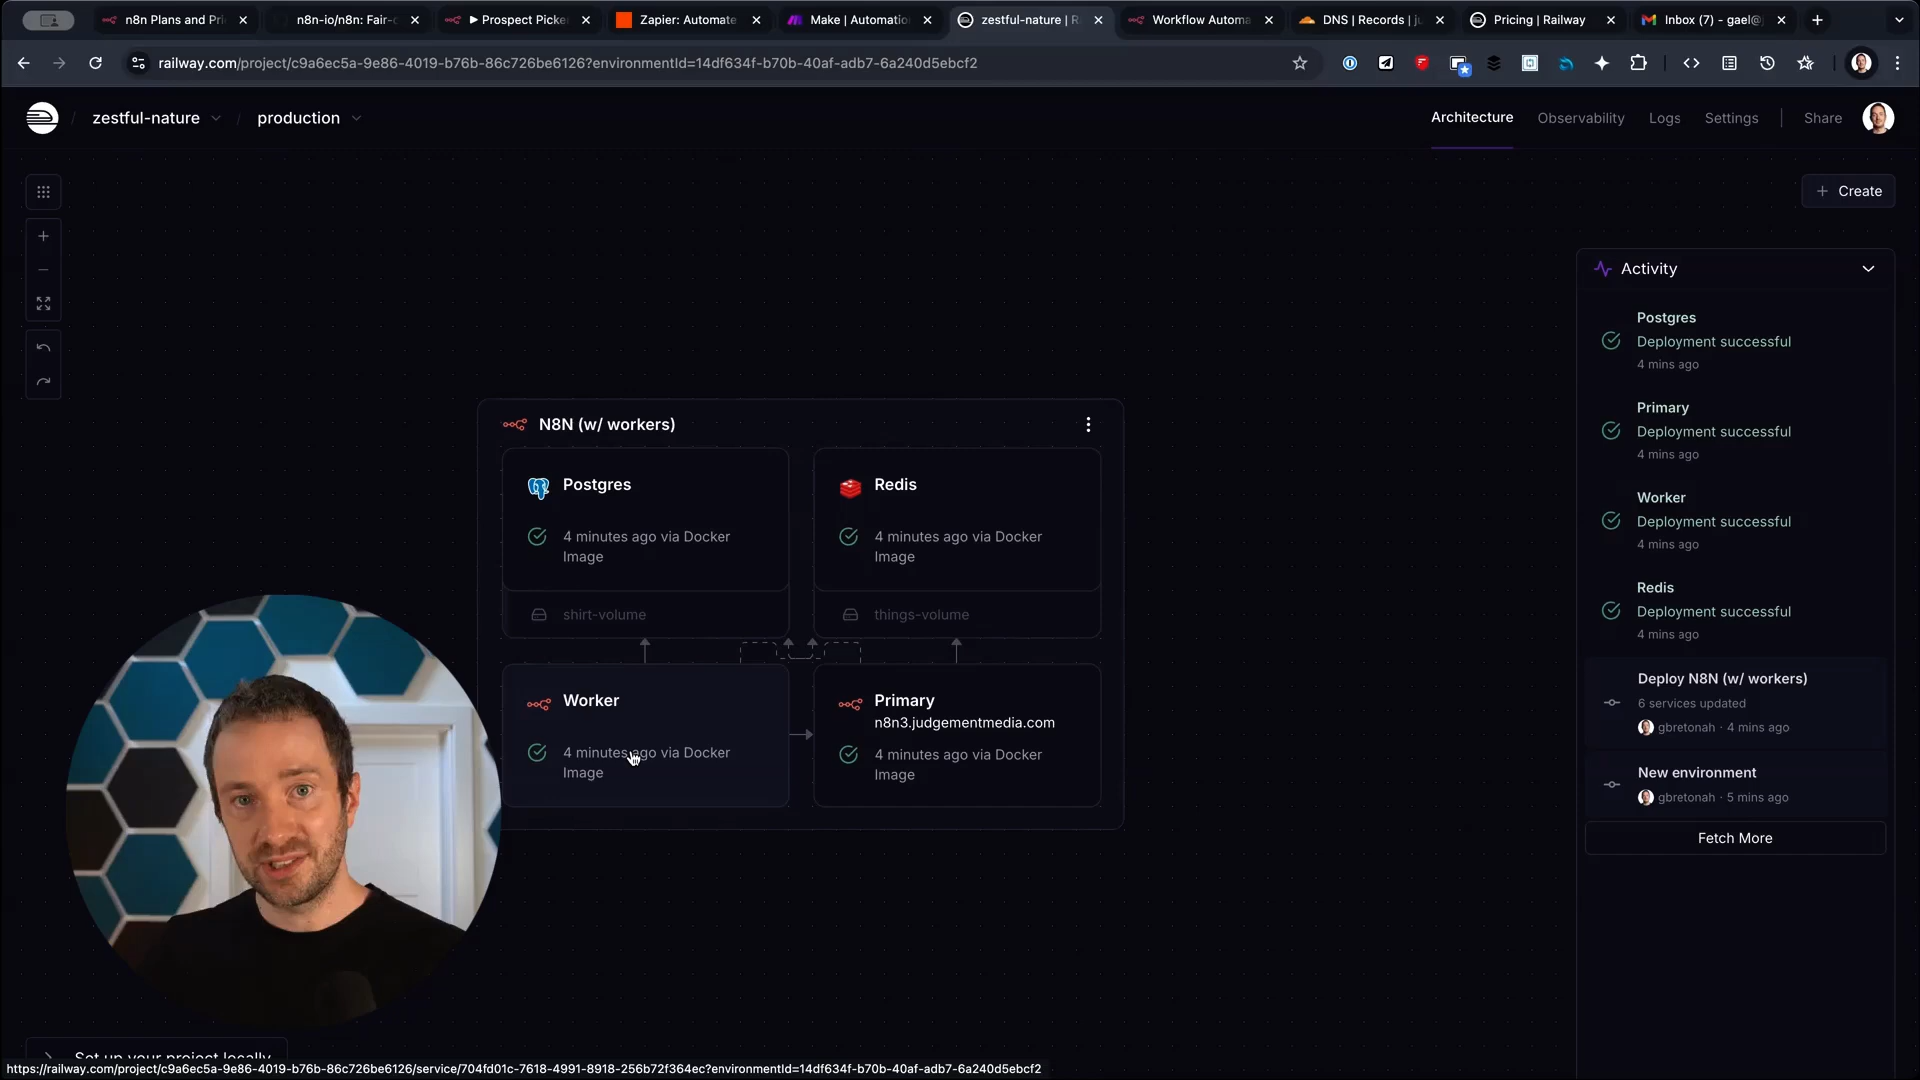 n8n Plans and Pri
n8n-io/n8n: Fair-c
▶ Prospect Picke
Zapier: Automate
Make | Automatio
zestful-nature | R
Workflow Automa
DNS | Records | ju
Pricing | Railway
Inbox (7) - gael@
railway.com/project/c9a6ec5a-9e86-4019-b76b-86c726be6126?environmentId=14df634f-b70b-40af-adb7-6a240d5ebcf2
/ zestful-nature / production
Architecture
Observability
Logs
Settings
Share
+ Create
Activity
Postgres
Deployment successful
4 mins ago
Primary
Deployment successful
4 mins ago
Worker
Deployment successful
4 mins ago
Redis
Deployment successful
4 mins ago
Deploy N8N (w/ workers)
6 services updated
gbretonah · 4 mins ago
New environment
gbretonah · 5 mins ago
Fetch More
N8N (w/ workers)
Postgres
4 minutes ago via Docker
Image
shirt-volume
Redis
4 minutes ago via Docker
Image
things-volume
Worker
4 minutes ago via Docker
Image
Primary
n8n3.judgementmedia.com
4 minutes ago via Docker
Image
Set up your project locally
https://railway.com/project/c9a6ec5a-9e86-4019-b76b-86c726be6126/service/704fd01c-7618-4991-8918-256b72f364ec?environmentId=14df634f-b70b-40af-adb7-6a240d5ebcf2